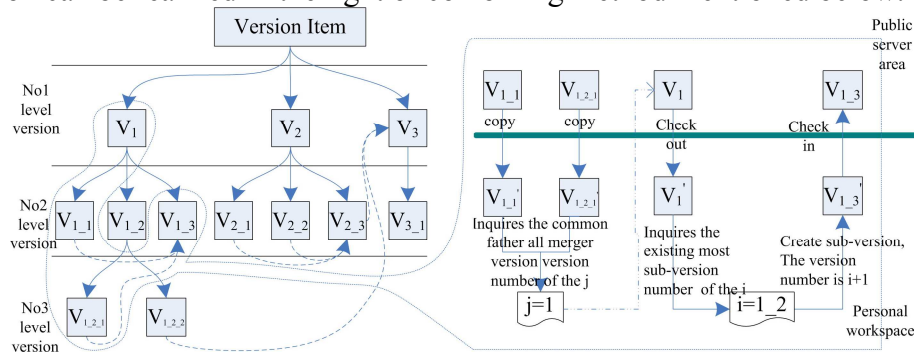 Version Item
No1
level
version
V1
V2
V3
No2
level
version
V1_1
V1_2
V1_3
V2_1
V2_2
V2_3
V3_1
No3
level
version
V1_2_1
V1_2_2
Public
server
area
V1_1
V1_2_1
V1
V1_3
copy
copy
Check
out
Check
in
V1_1'
V1_2_1'
V1'
V1_3'
Inquires the common
father all merger
version version
number of the j
Inquires the
existing most
sub-version
number of the i
Create sub-version,
The version
number is i+1
j=1
i=1_2
Personal
workspace